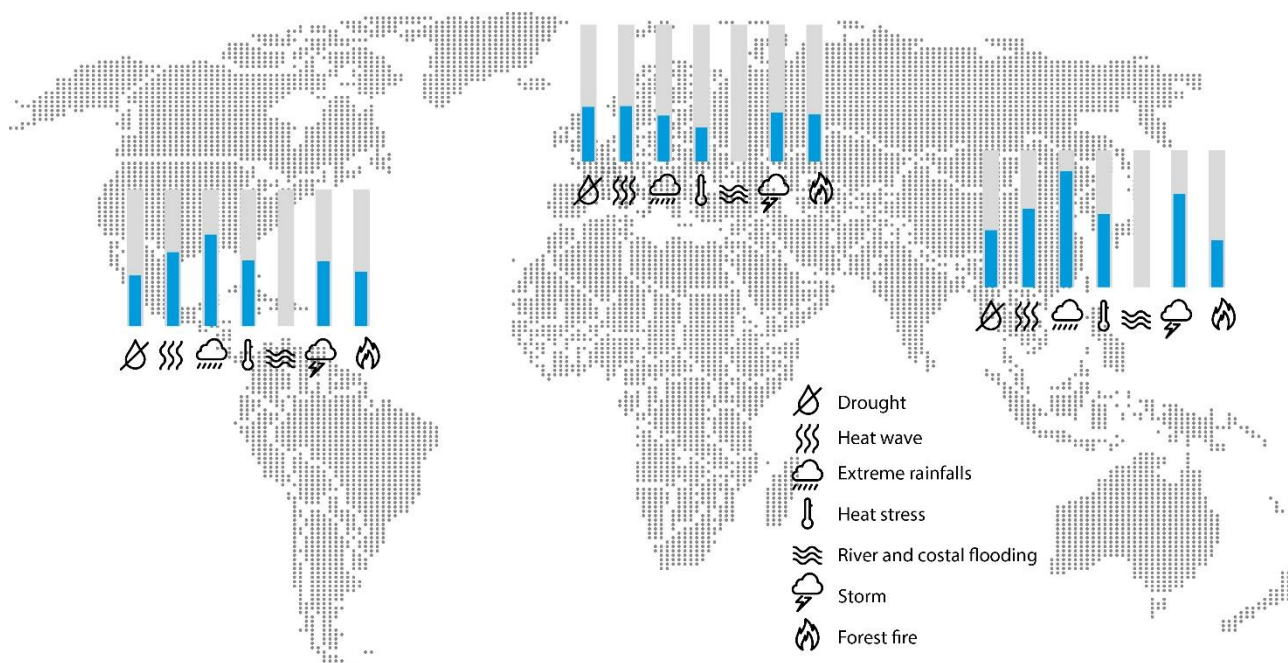 Drought
Heat wave
Extreme rainfalls
Heat stress
River and costal flooding
Storm
Forest fire